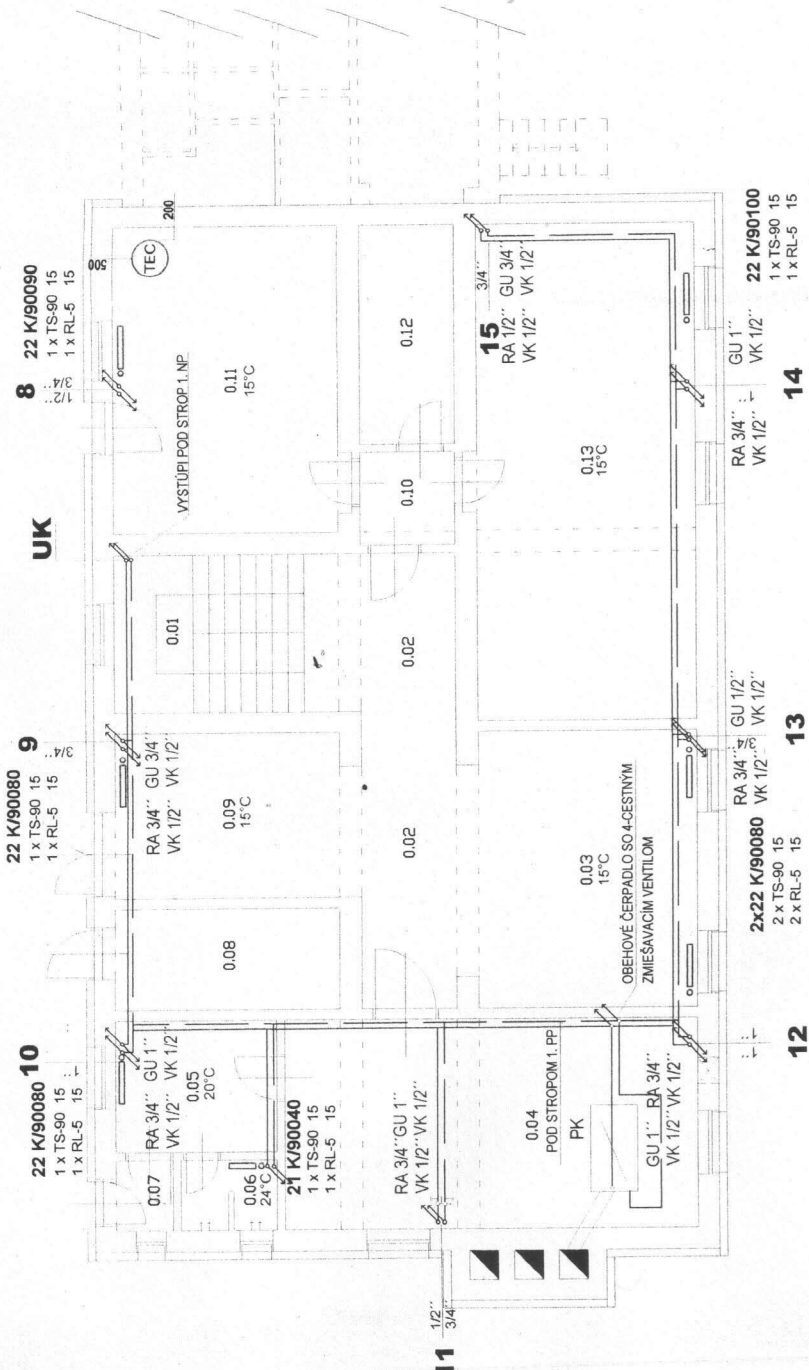 UK
8
22 K/90090
1 x TS-90 15
1 x RL-5 15
1/2'' 3/4''
500
200
TEC
VYSTÚPI POD STROP 1. NP
0.11
15°C
0.12
0.10
0.01
0.02
9
22 K/90080
1 x TS-90 15
1 x RL-5 15
3/4''
RA 3/4'' GU 3/4''
VK 1/2'' VK 1/2''
0.09
15°C
0.02
0.08
10
22 K/90080
1 x TS-90 15
1 x RL-5 15
1''
RA 3/4'' GU 1''
VK 1/2'' VK 1/2''
0.05
20°C
0.07
0.06
24°C
21 K/90040
1 x TS-90 15
1 x RL-5 15
RA 3/4'' GU 1''
VK 1/2'' VK 1/2''
11
1/2''
3/4''
0.04
POD STROPOM 1. PP
PK
GU 1'' RA 3/4''
VK 1/2'' VK 1/2''
12
1''
1''
0.03
15°C
OBEHOVÉ ČERPADLO SO 4-CESTNÝM
ZMIEŠAVACÍM VENTILOM
2x22 K/90080
2 x TS-90 15
2 x RL-5 15
13
3/4''
RA 3/4'' GU 1/2''
VK 1/2'' VK 1/2''
0.13
15°C
14
1''
RA 3/4'' GU 1''
VK 1/2'' VK 1/2''
22 K/90100
1 x TS-90 15
1 x RL-5 15
15
3/4''
RA 1/2'' GU 3/4''
VK 1/2'' VK 1/2''